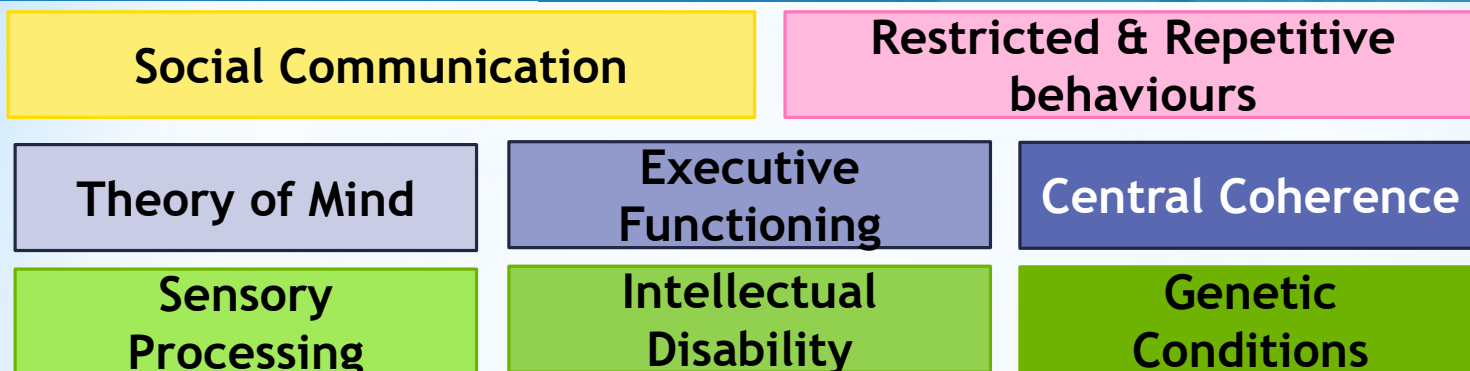 Social Communication
Restricted & Repetitive
behaviours
Theory of Mind
Executive
Functioning
Central Coherence
Sensory
Processing
Intellectual
Disability
Genetic
Conditions